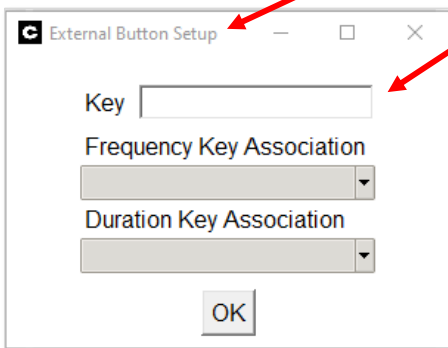 C External Button Setup
Key
Frequency Key Association
Duration Key Association
OK